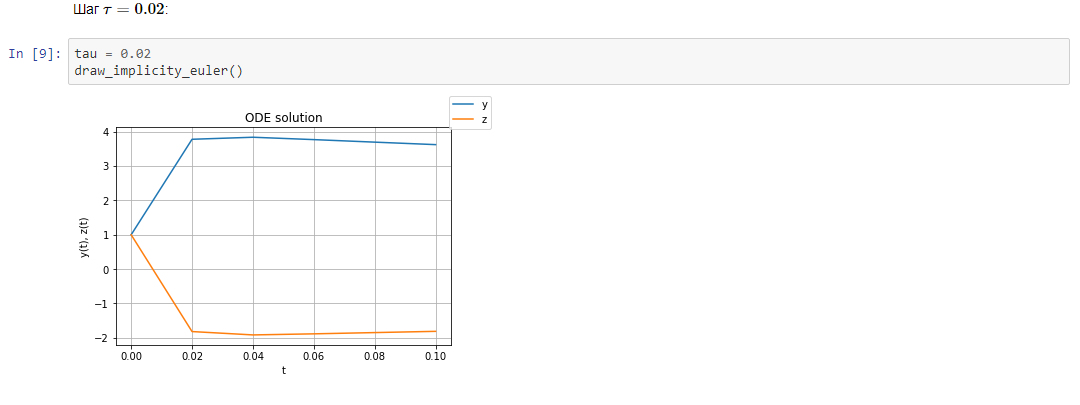 Шаг τ = 0.02:
In [9]: tau = 0.02
draw_implicity_euler()
y
z
ODE solution
4
3
2
1
0
−1
−2
y(t), z(t)
0.00 0.02 0.04 0.06 0.08 0.10
t